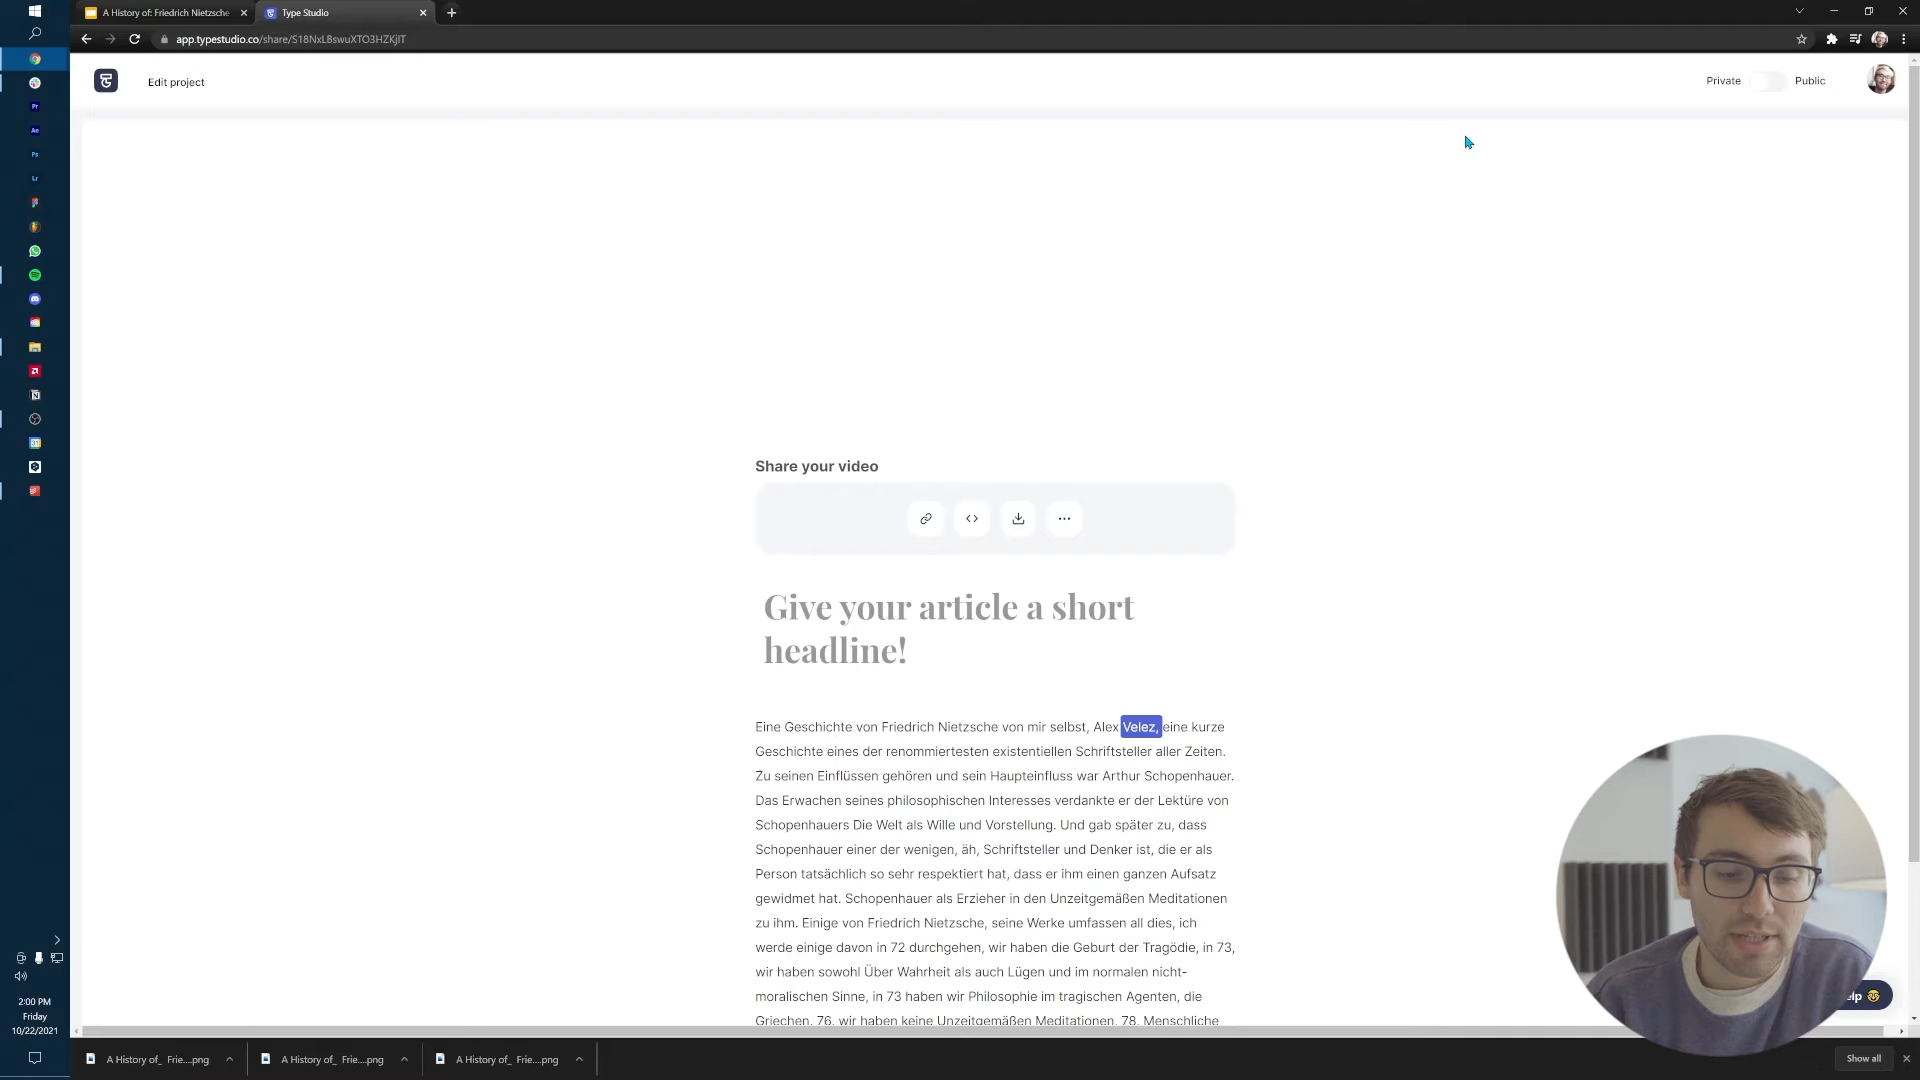 A History of: Friedrich Nietzsche
Type Studio
app.typestudio.co/share/S18NxLBswuXTO3HZKjIT
Edit project
Private
Public
Pr
Ae
Ps
Lr
Share your video
Give your article a short
headline!
Eine Geschichte von Friedrich Nietzsche von mir selbst, Alex Velez, eine kurze
Geschichte eines der renommiertesten existentiellen Schriftsteller aller Zeiten.
Zu seinen Einflüssen gehören und sein Haupteinfluss war Arthur Schopenhauer.
Das Erwachen seines philosophischen Interesses verdankte er der Lektüre von
Schopenhauers Die Welt als Wille und Vorstellung. Und gab später zu, dass
Schopenhauer einer der wenigen, äh, Schriftsteller und Denker ist, die er als
Person tatsächlich so sehr respektiert hat, dass er ihm einen ganzen Aufsatz
gewidmet hat. Schopenhauer als Erzieher in den Unzeitgemäßen Meditationen
zu ihm. Einige von Friedrich Nietzsche, seine Werke umfassen all dies, ich
werde einige davon in 72 durchgehen, wir haben die Geburt der Tragödie, in 73,
wir haben sowohl Über Wahrheit als auch Lügen und im normalen nicht-
moralischen Sinne, in 73 haben wir Philosophie im tragischen Agenten, die
Griechen, 76, wir haben keine Unzeitgemäßen Meditationen, 78, Menschliche
elp
2:00 PM
Friday
10/22/2021
A History of_ Frie....png
A History of_ Frie....png
A History of_ Frie....png
Show all